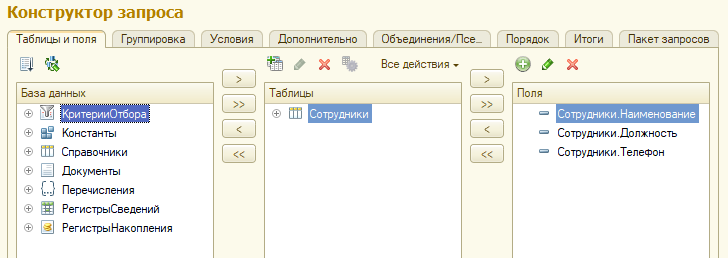 Конструктор запроса
Таблицы и поля Группировка Условия Дополнительно Объединения/Псе... Порядок Итоги Пакет запросов
Все действия
> >
База данных Таблицы Поля
КритерииОтбора Сотрудники Сотрудники.Наименование
>> >>
Константы Сотрудники.Должность
< <
Справочники Сотрудники.Телефон
<< <<
Документы
Перечисления
РегистрыСведений
РегистрыНакопления